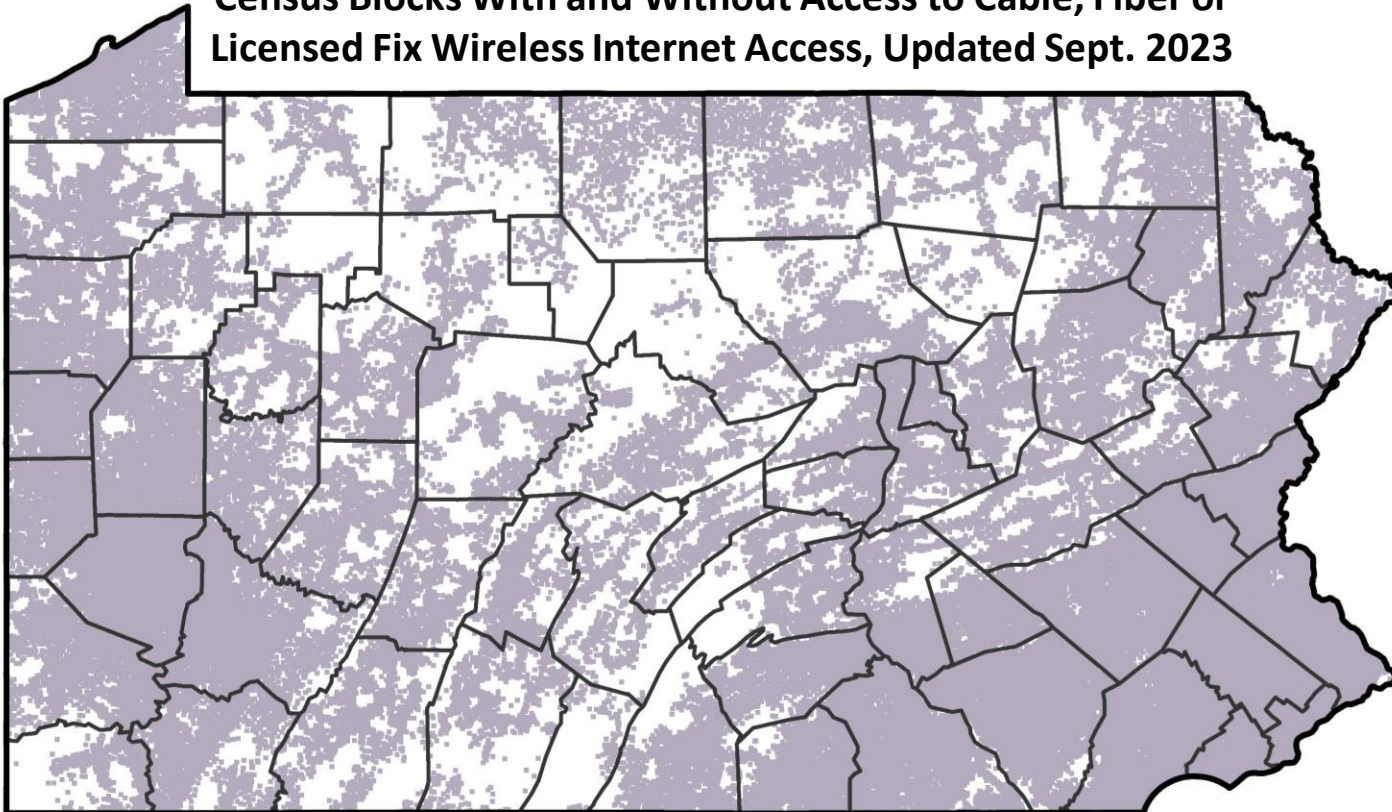 Census Blocks With and Without Access to Cable, Fiber or
Licensed Fix Wireless Internet Access, Updated Sept. 2023